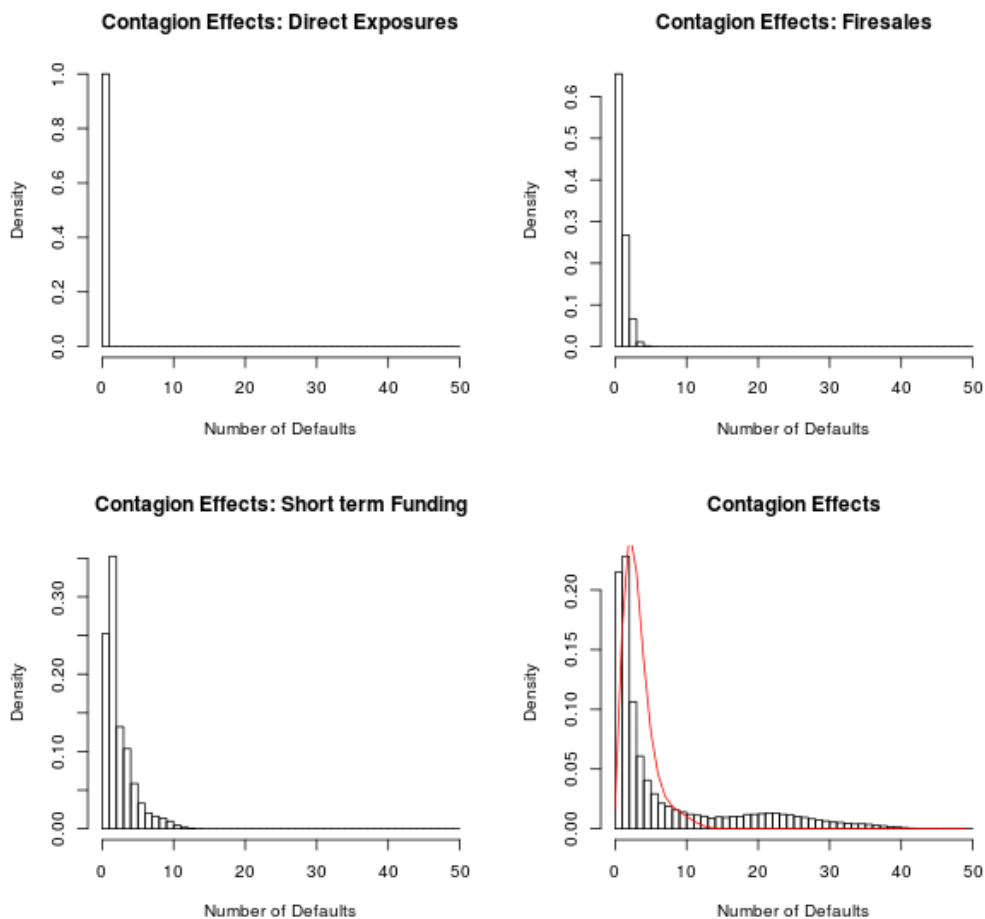 Contagion Effects: Direct Exposures
1.0
0.8
0.6
0.4
0.2
0.0
Density
0 10 20 30 40 50
Number of Defaults
Contagion Effects: Firesales
0.6
0.5
0.4
0.3
0.2
0.1
0.0
Density
0 10 20 30 40 50
Number of Defaults
Contagion Effects: Short term Funding
0.30
0.20
0.10
0.00
Density
0 10 20 30 40 50
Number of Defaults
Contagion Effects
0.20
0.15
0.10
0.05
0.00
Density
0 10 20 30 40 50
Number of Defaults